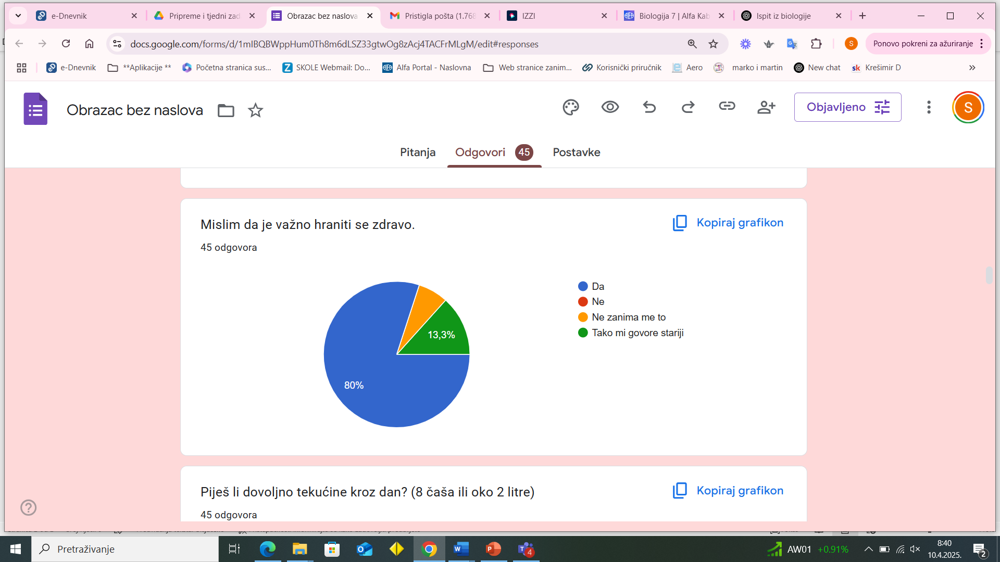 e-Dnevnik
Pripreme i tjedni zad
Obrazac bez naslova
Pristigla pošta (1.768
IZZI
Biologija 7 | Alfa Kab
Ispit iz biologije
docs.google.com/forms/d/1mIBQBWppHum0Th8m6dLSZ33gtwOg8zAcj4TACFrMLgM/edit#responses
S
Ponovo pokreni za ažuriranje
e-Dnevnik
**Aplikacije **
Početna stranica sus...
SKOLE Webmail: Do...
Alfa Portal - Naslovna
Web stranice zanim...
Korisnički priručnik
Aero
marko i martin
New chat
Krešimir D
Obrazac bez naslova
Objavljeno
S
Pitanja
Odgovori 45
Postavke
Mislim da je važno hraniti se zdravo.
Kopiraj grafikon
45 odgovora
Da
Ne
Ne zanima me to
Tako mi govore stariji
13,3%
80%
Piješ li dovoljno tekućine kroz dan? (8 čaša ili oko 2 litre)
Kopiraj grafikon
45 odgovora
Pretraživanje
4
AW01 +0.91%
8:40
10.4.2025.
2